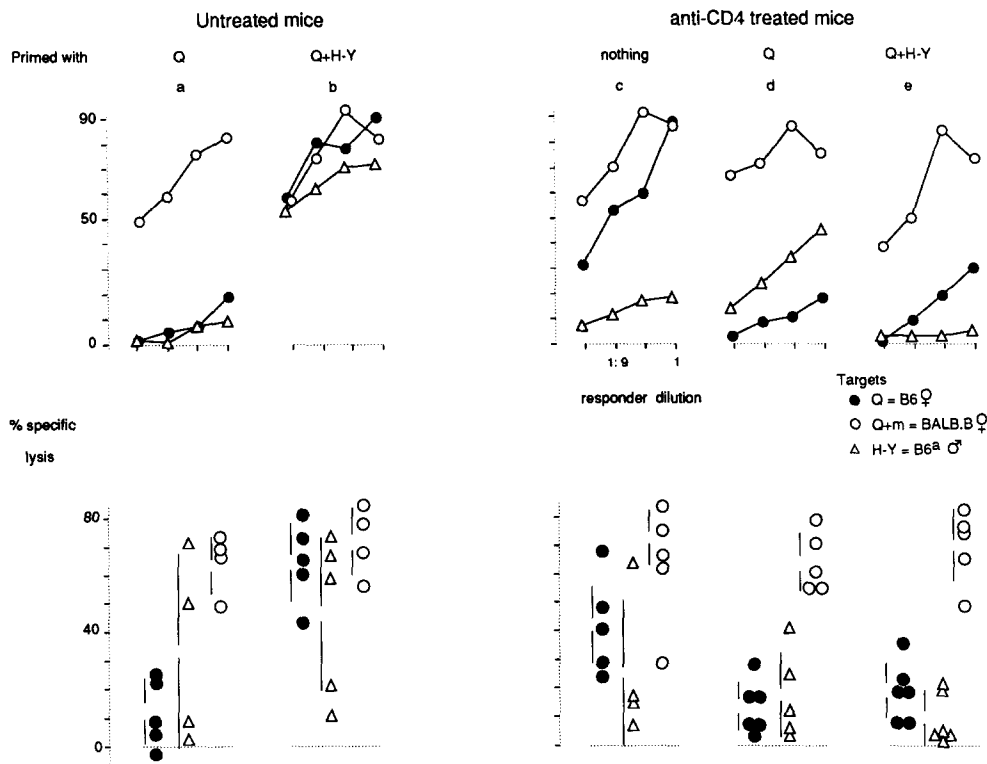 Untreated mice
anti-CD4 treated mice
Primed with
Q
Q+H-Y
nothing
Q
Q+H-Y
a
b
c
d
e
90
50
0
1:9
1
responder dilution
Targets
Q = B6♀
Q+m = BALB.B♀
H-Y = B6ª ♂
% specific
lysis
80
40
0